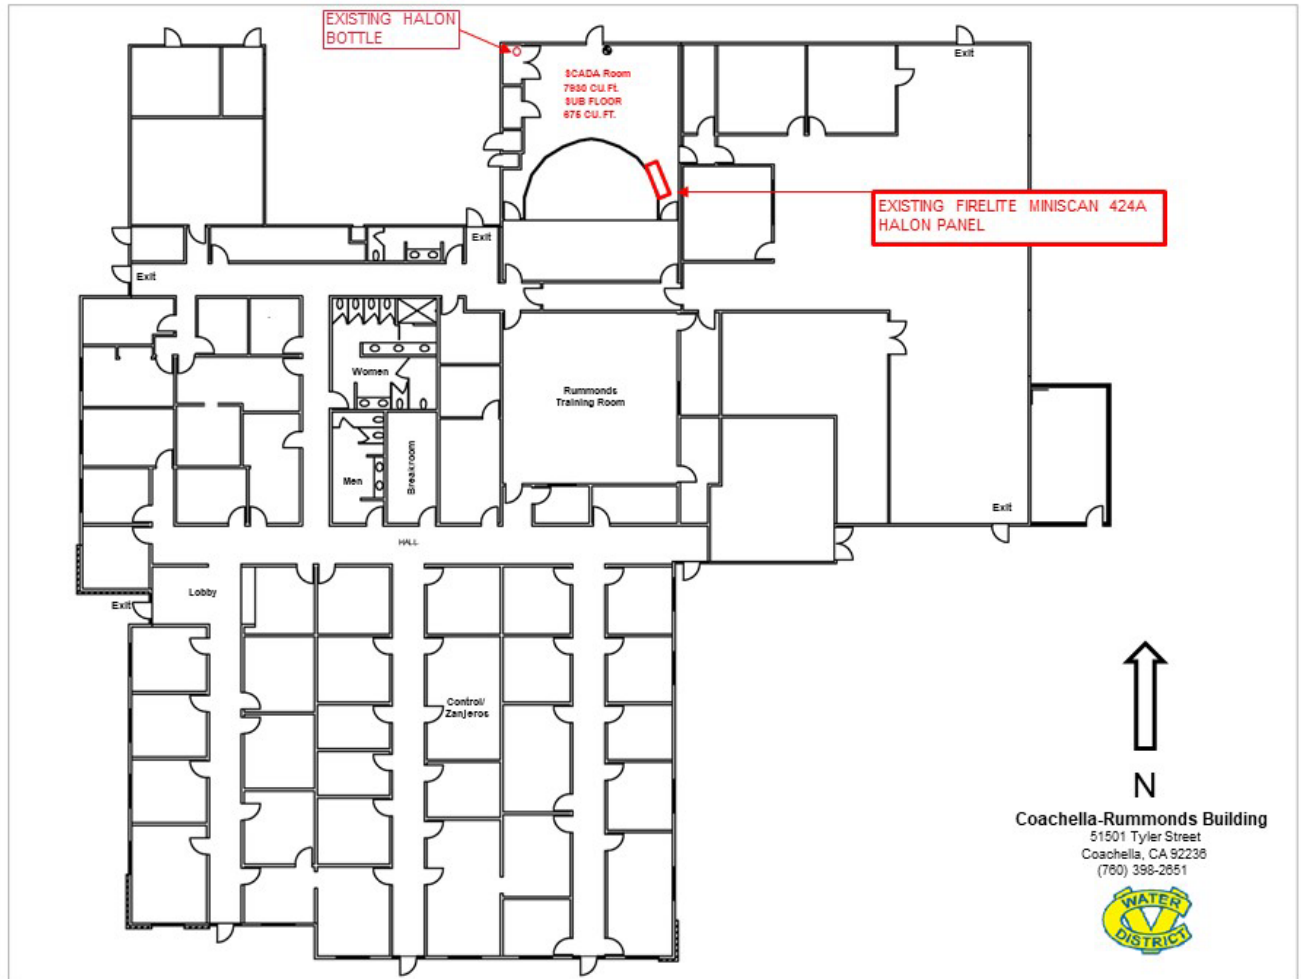 EXISTING HALON
BOTTLE
Exit
SCADA Room
7930 CU.Ft.
SUB FLOOR
675 CU. FT.
EXISTING FIRELITE MINISCAN 424A
HALON PANEL
Exit
Exit
Women
Rummonds
Training Room
Men
Breakroom
Exit
HALL
Lobby
Exit
Control/
Zanjeros
N
Coachella-Rummonds Building
51501 Tyler Street
Coachella, CA 92236
(760) 398-2651
WATER
DISTRICT